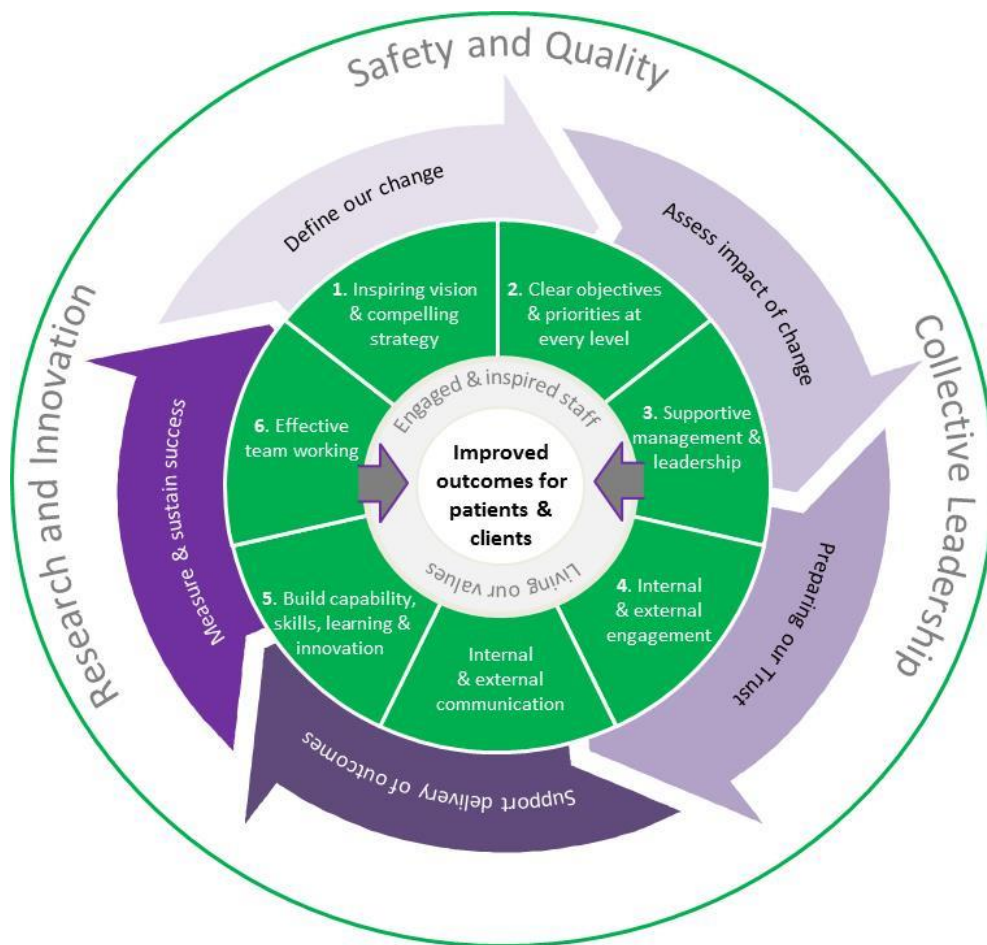 Safety and Quality
Collective Leadership
Research and Innovation
Define our change
Assess impact of change
Preparing our Trust
Support delivery of outcomes
Measure & sustain success
1. Inspiring vision
& compelling
strategy
2. Clear objectives
& priorities at
every level
3. Supportive
management &
leadership
4. Internal
& external
engagement
Internal
& external
communication
5. Build capability,
skills, learning &
innovation
6. Effective
team working
Engaged & inspired staff
Living our values
Improved
outcomes for
patients &
clients